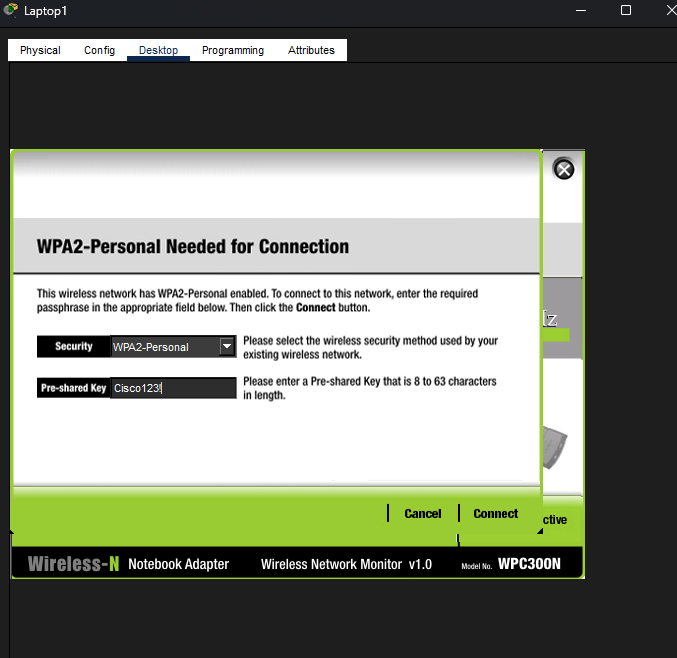 Laptop1
Physical Config Desktop Programming Attributes
WPA2-Personal Needed for Connection
This wireless network has WPA2-Personal enabled. To connect to this network, enter the required
passphrase in the appropriate field below. Then click the Connect button.
Security WPA2-Personal Please select the wireless security method used by your
existing wireless network.
Pre-shared Key Cisco123! Please enter a Pre-shared Key that is 8 to 63 characters
in length.
Cancel Connect
ctive
Wireless-N Notebook Adapter Wireless Network Monitor v1.0 Model No. WPC300N